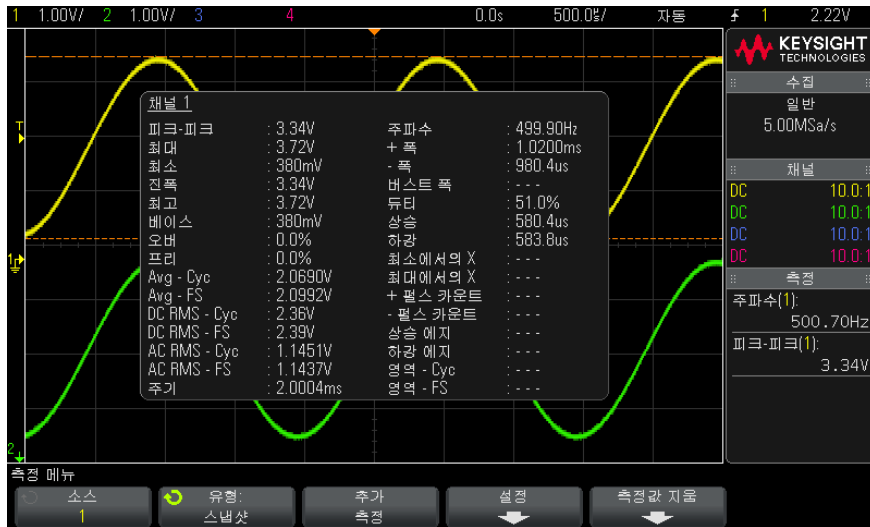 1 1.00V/ 2 1.00V/ 3 4 0.0s 500.0㎲/ 자동 1 2.22V
KEYSIGHT
TECHNOLOGIES
수집
일반
5.00MSa/s
채널
DC 10.0:1
DC 10.0:1
DC 10.0:1
DC 10.0:1
측정
주파수(1):
500.70Hz
피크-피크(1):
3.34V
T
1
2
채널 1
피크-피크 : 3.34V 주파수 : 499.90Hz
최대 : 3.72V + 폭 : 1.0200ms
최소 : 380mV - 폭 : 980.4us
진폭 : 3.34V 버스트 폭 : - - -
최고 : 3.72V 듀티 : 51.0%
베이스 : 380mV 상승 : 580.4us
오버 : 0.0% 하강 : 583.8us
프리 : 0.0% 최소에서의 X : - - -
Avg - Cyc : 2.0690V 최대에서의 X : - - -
Avg - FS : 2.0992V + 펄스 카운트 : - - -
DC RMS - Cyc : 2.36V - 펄스 카운트 : - - -
DC RMS - FS : 2.39V 상승 에지 : - - -
AC RMS - Cyc : 1.1451V 하강 에지 : - - -
AC RMS - FS : 1.1437V 영역 - Cyc : - - -
주기 : 2.0004ms 영역 - FS : - - -
측정 메뉴
소스
1
유형:
스냅샷
추가
측정
설정
측정값 지움